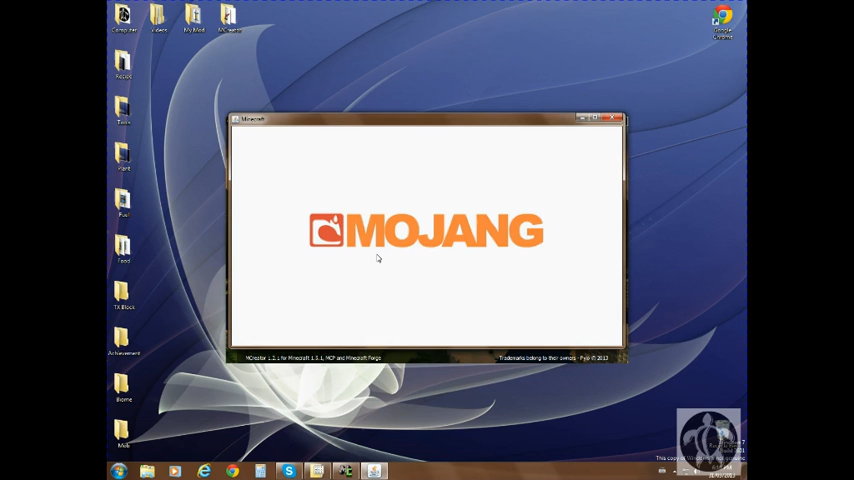 Computer
Videos
My Mod
MCreator
Google
Chrome
Tools
Plant
Fuel
Food
TX Block
Achievement
Biome
Mob
Minecraft
MOJANG
MCreator 1.2.1 for Minecraft 1.5.1, MCP and Minecraft Forge
Trademarks belong to their owners - Pylo © 2013
Windows 7
This copy of Windows is not genuine